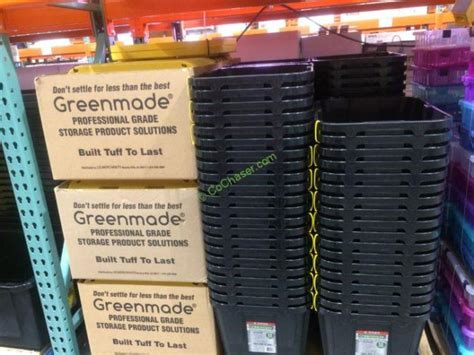 Don't settle for less than the best
Greenmade®
PROFESSIONAL GRADE
STORAGE PRODUCT SOLUTIONS
Built Tuff To Last
Don't settle for less than the best
Greenmade®
PROFESSIONAL GRADE
STORAGE PRODUCT SOLUTIONS
Built Tuff To Last
Don't settle for less than the best
Greenmade®
PROFESSIONAL GRADE
STORAGE PRODUCT SOLUTIONS
Built Tuff To Last
CoChaser.com